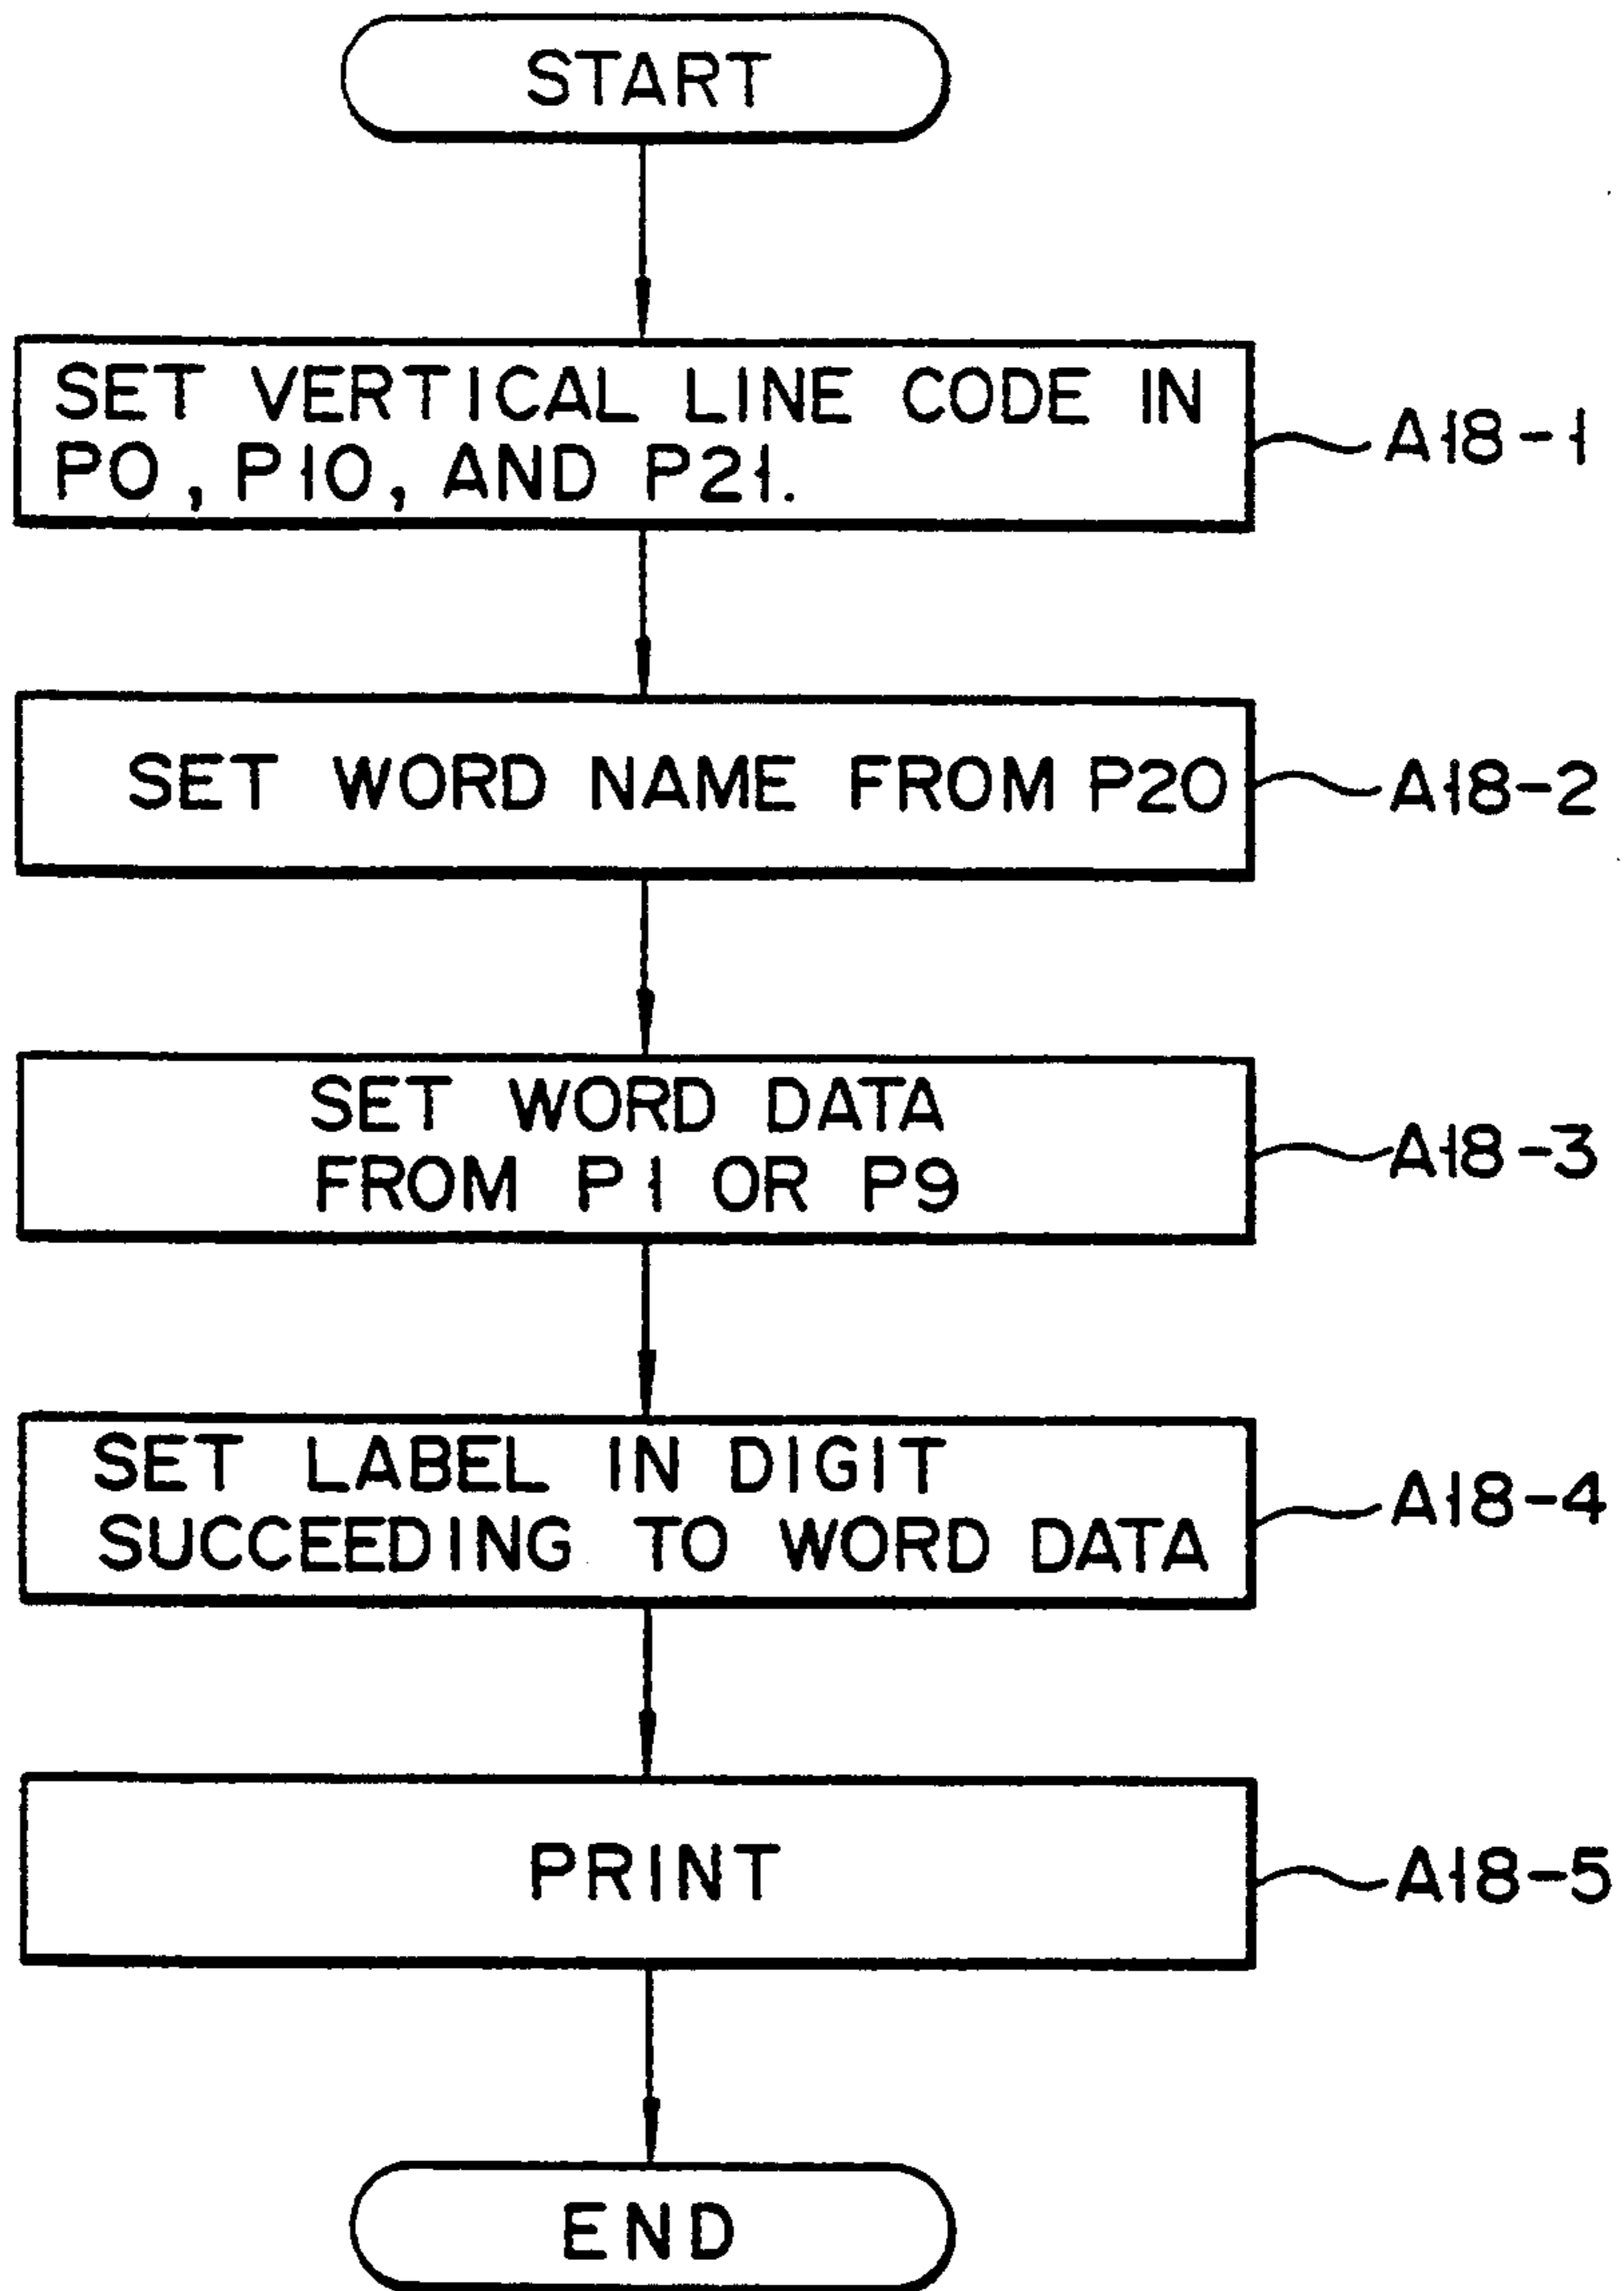 START
SET VERTICAL LINE CODE IN
P0, P10, AND P21.
A18-1
SET WORD NAME FROM P20
A18-2
SET WORD DATA
FROM P1 OR P9
A18-3
SET LABEL IN DIGIT
SUCCEEDING TO WORD DATA
A18-4
PRINT
A18-5
END